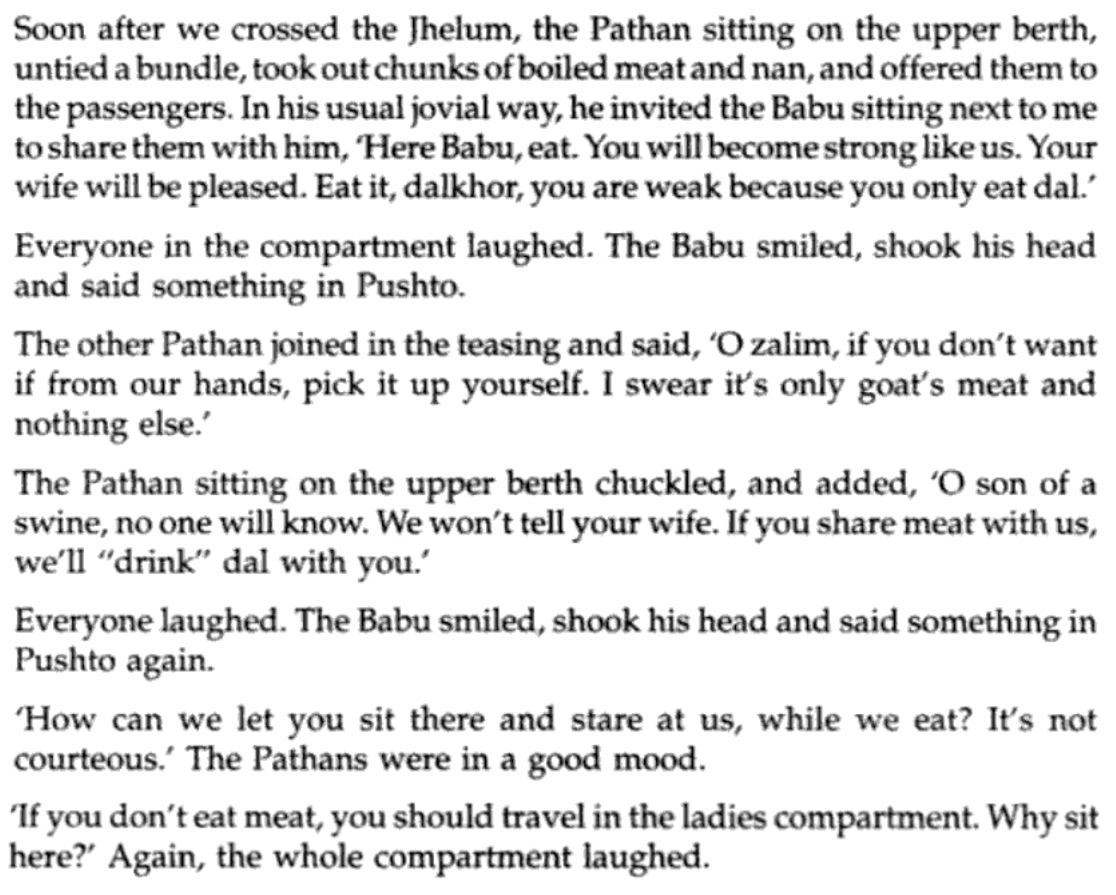 Soon after we crossed the Jhelum, the Pathan sitting on the upper berth,
untied a bundle, took out chunks of boiled meat and nan, and offered them to
the passengers. In his usual jovial way, he invited the Babu sitting next to me
to share them with him, 'Here Babu, eat. You will become strong like us. Your
wife will be pleased. Eat it, dalkhor, you are weak because you only eat dal.'
Everyone in the compartment laughed. The Babu smiled, shook his head
and said something in Pushto.
The other Pathan joined in the teasing and said, 'O zalim, if you don't want
if from our hands, pick it up yourself. I swear it's only goat's meat and
nothing else.'
The Pathan sitting on the upper berth chuckled, and added, 'O son of a
swine, no one will know. We won't tell your wife. If you share meat with us,
we'll "drink" dal with you.'
Everyone laughed. The Babu smiled, shook his head and said something in
Pushto again.
'How can we let you sit there and stare at us, while we eat? It's not
courteous.' The Pathans were in a good mood.
'If you don't eat meat, you should travel in the ladies compartment. Why sit
here?' Again, the whole compartment laughed.